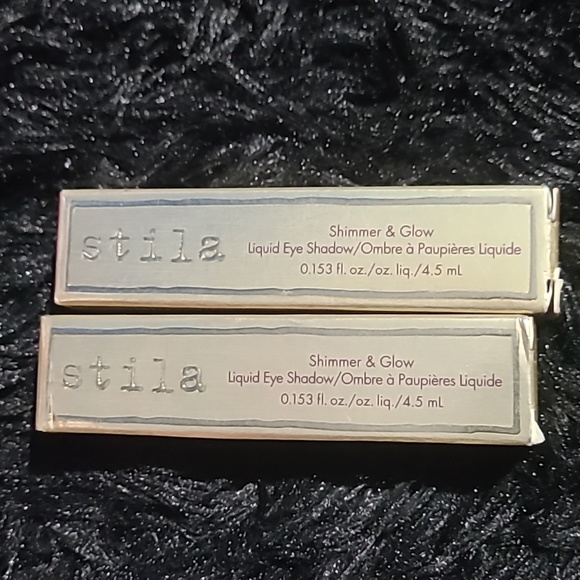 stila
Shimmer & Glow
Liquid Eye Shadow/Ombre à Paupières Liquide
0.153 fl. oz./oz. liq./4.5 mL
stila
Shimmer & Glow
Liquid Eye Shadow/Ombre à Paupières Liquide
0.153 fl. oz./oz. liq./4.5 mL